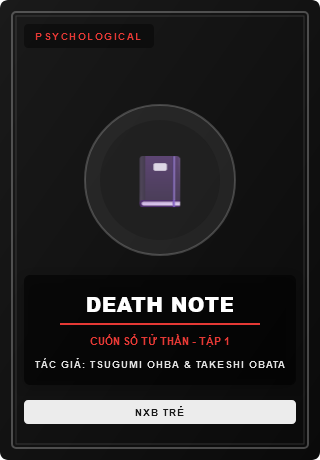 PSYCHOLOGICAL
DEATH NOTE
CUỐN SỔ TỬ THẦN - TẬP 1
TÁC GIẢ: TSUGUMI OHBA & TAKESHI OBATA
NXB TRẺ